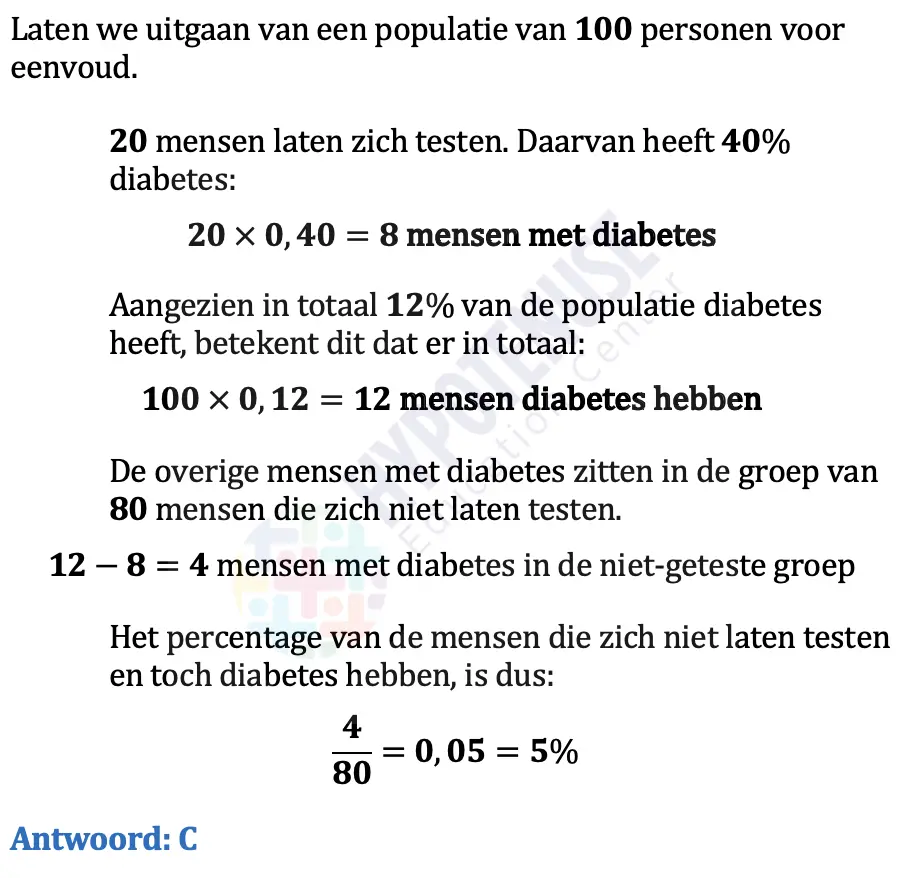 Laten we uitgaan van een populatie van 100 personen voor
eenvoud.
20 mensen laten zich testen. Daarvan heeft 40%
diabetes:
20 × 0, 40 = 8 mensen met diabetes
Aangezien in totaal 12% van de populatie diabetes
heeft, betekent dit dat er in totaal:
100 × 0, 12 = 12 mensen diabetes hebben
De overige mensen met diabetes zitten in de groep van
80 mensen die zich niet laten testen.
12 − 8 = 4 mensen met diabetes in de niet-geteste groep
Het percentage van de mensen die zich niet laten testen
en toch diabetes hebben, is dus:
4/80 = 0, 05 = 5%
Antwoord: C
HYPOTENUSE
Education Center